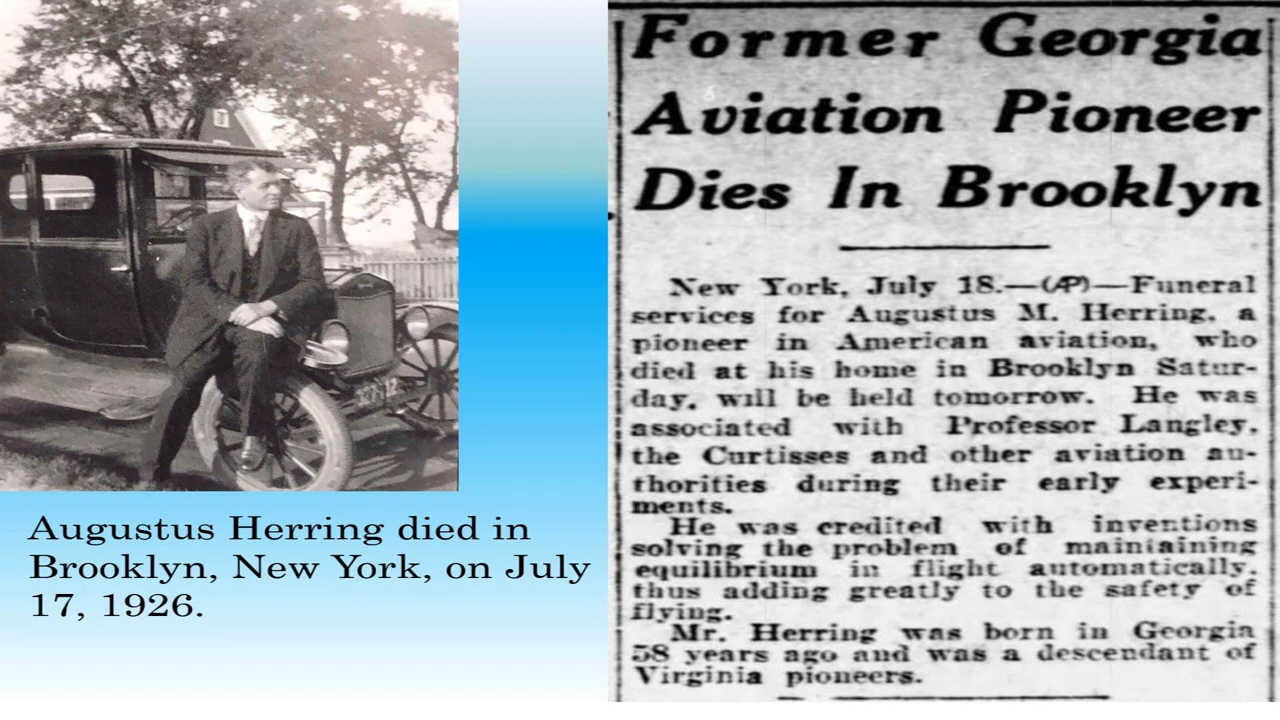 Augustus Herring died in
Brooklyn, New York, on July
17, 1926.
Former Georgia
Aviation Pioneer
Dies In Brooklyn
New York, July 18.—(AP)—Funeral
services for Augustus M. Herring, a
pioneer in American aviation, who
died at his home in Brooklyn Satur-
day, will be held tomorrow. He was
associated with Professor Langley,
the Curtisses and other aviation au-
thorities during their early experi-
ments.
He was credited with inventions
solving the problem of maintaining
equilibrium in flight automatically,
thus adding greatly to the safety of
flying.
Mr. Herring was born in Georgia
58 years ago and was a descendant of
Virginia pioneers.